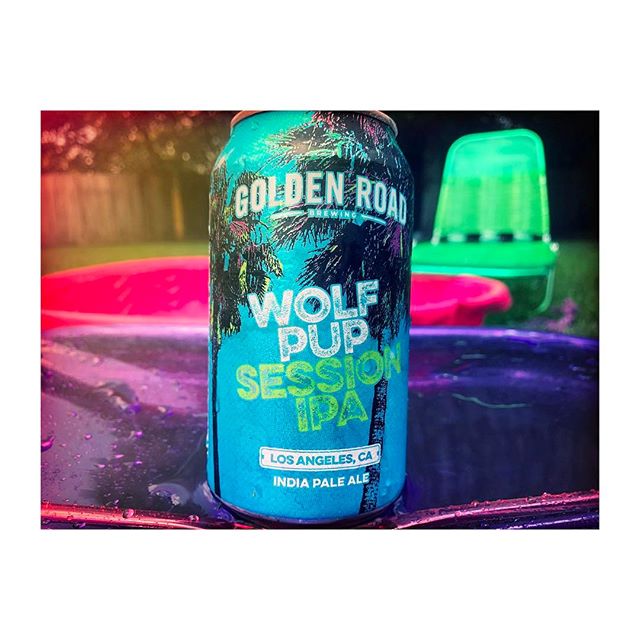 GOLDEN ROAD
BREWING
WOLF
PUP
SESSION
IPA
LOS ANGELES, CA
INDIA PALE ALE